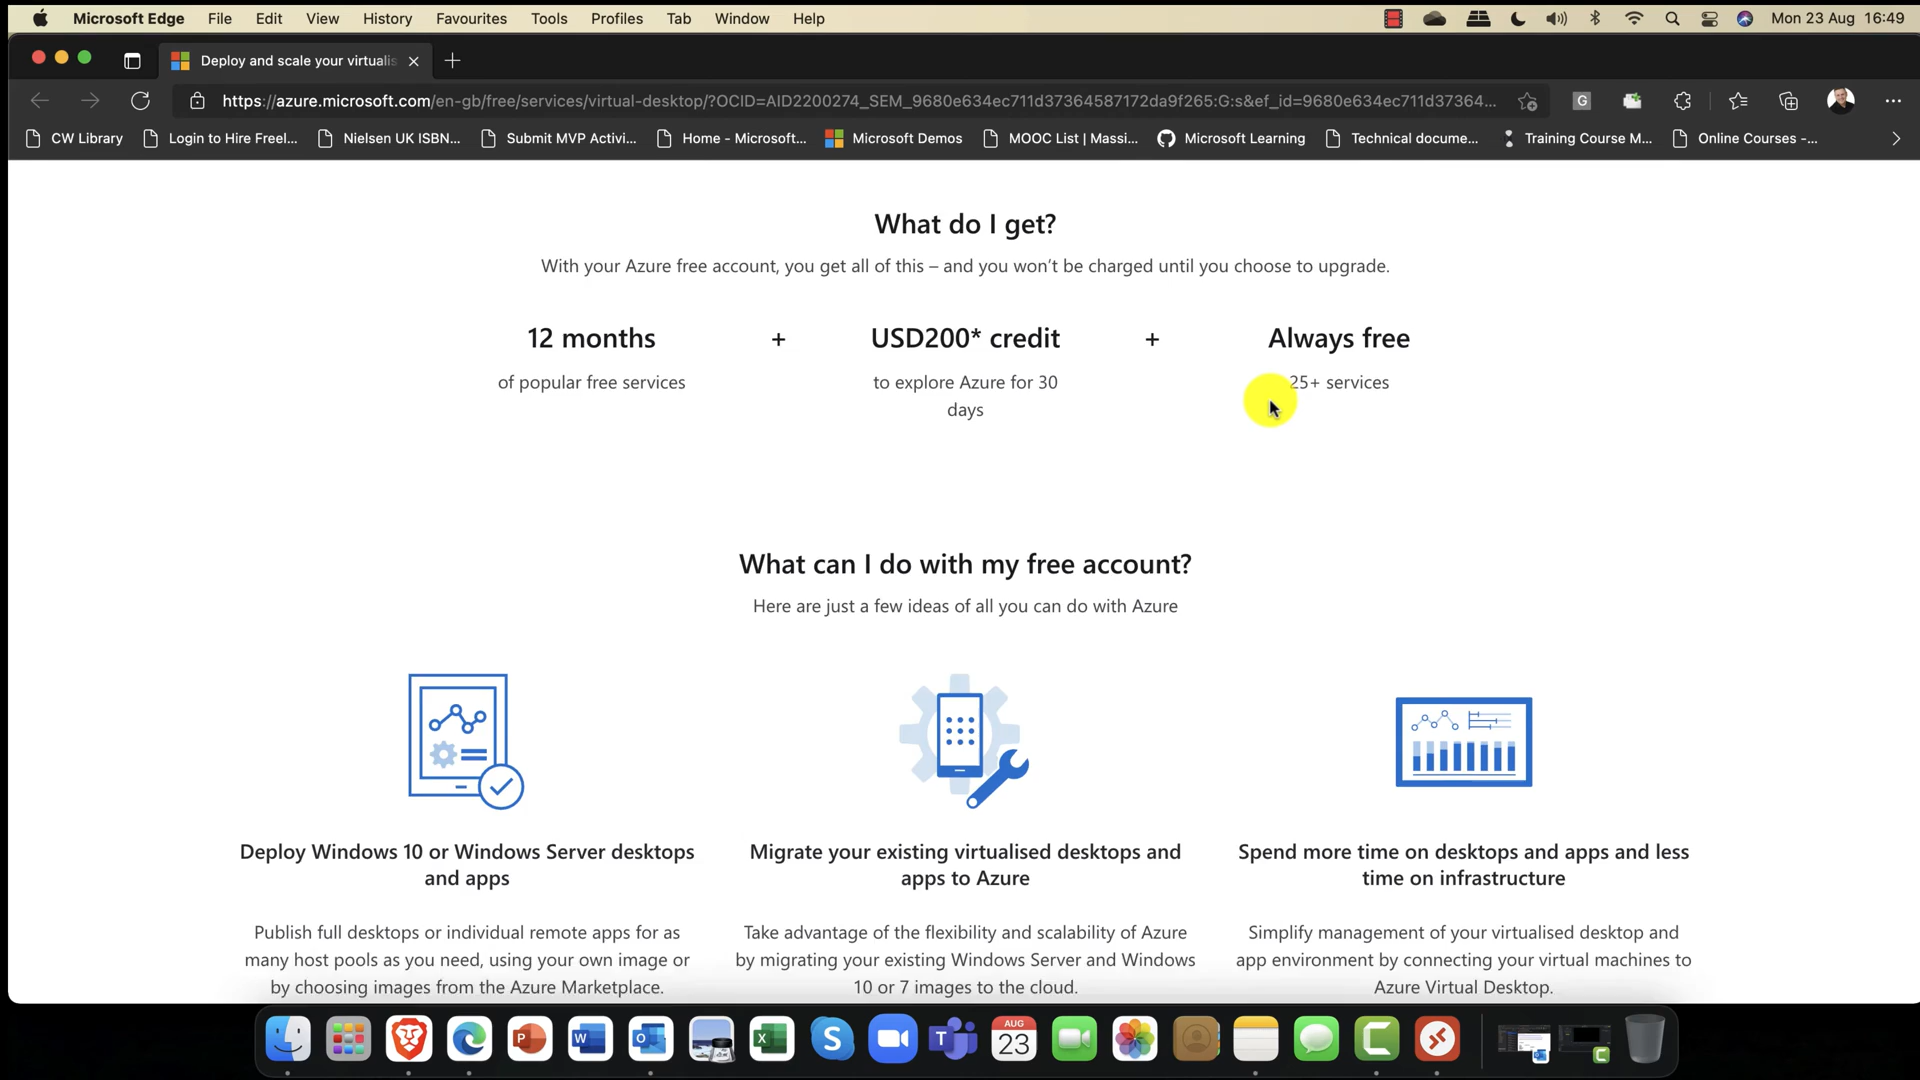 Microsoft Edge File Edit View History Favourites Tools Profiles Tab Window Help Mon 23 Aug 16:49
Deploy and scale your virtualis
https://azure.microsoft.com/en-gb/free/services/virtual-desktop/?OCID=AID2200274_SEM_9680e634ec711d37364587172da9f265:G:s&ef_id=9680e634ec711d37364...
CW Library Login to Hire Freel... Nielsen UK ISBN... Submit MVP Activi... Home - Microsoft... Microsoft Demos MOOC List | Massi... Microsoft Learning Technical docume... Training Course M... Online Courses -...
What do I get?
With your Azure free account, you get all of this – and you won't be charged until you choose to upgrade.
12 months + USD200* credit + Always free
of popular free services to explore Azure for 30 25+ services
days
What can I do with my free account?
Here are just a few ideas of all you can do with Azure
Deploy Windows 10 or Windows Server desktops
and apps
Publish full desktops or individual remote apps for as
many host pools as you need, using your own image or
by choosing images from the Azure Marketplace.
Migrate your existing virtualised desktops and
apps to Azure
Take advantage of the flexibility and scalability of Azure
by migrating your existing Windows Server and Windows
10 or 7 images to the cloud.
Spend more time on desktops and apps and less
time on infrastructure
Simplify management of your virtualised desktop and
app environment by connecting your virtual machines to
Azure Virtual Desktop.
AUG
23